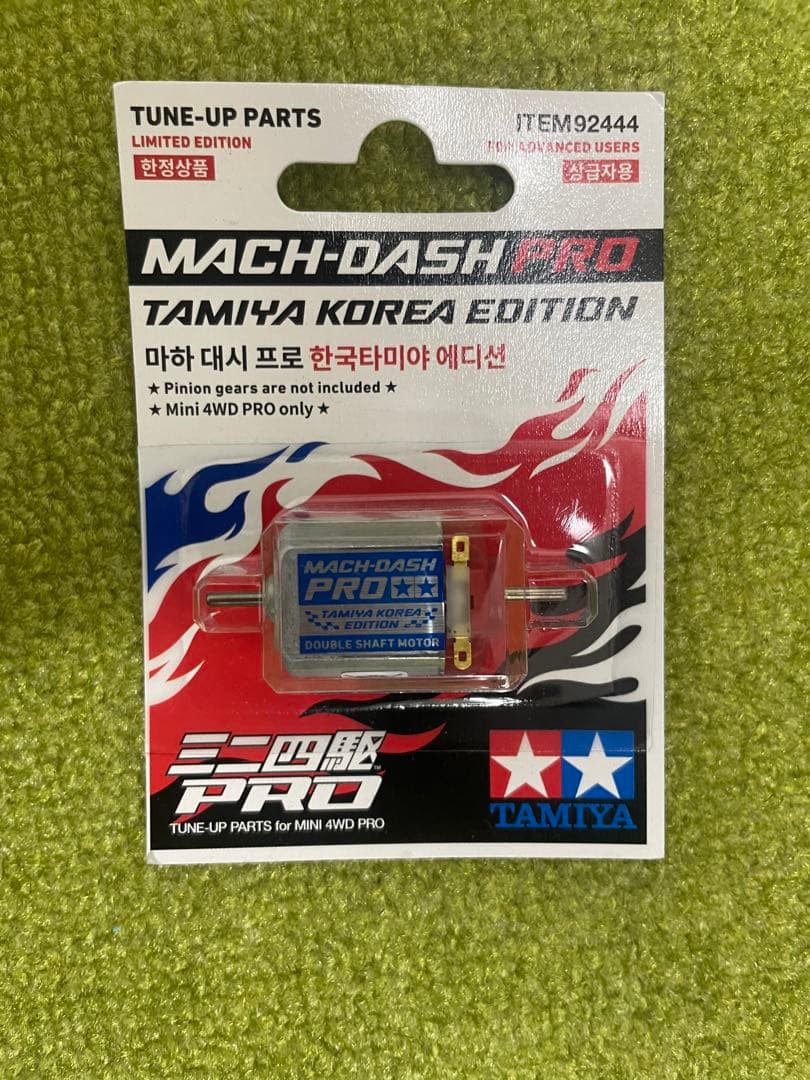 TUNE-UP PARTS
LIMITED EDITION
한정상품
ITEM92444
FOR ADVANCED USERS
상급자용
MACH-DASH PRO
TAMIYA KOREA EDITION
마하 대시 프로 한국타미야 에디션
★ Pinion gears are not included ★
★ Mini 4WD PRO only ★
MACH-DASH
PRO
TAMIYA KOREA
EDITION
DOUBLE SHAFT MOTOR
ミニ四駆
PRO
TUNE-UP PARTS for MINI 4WD PRO
TAMIYA